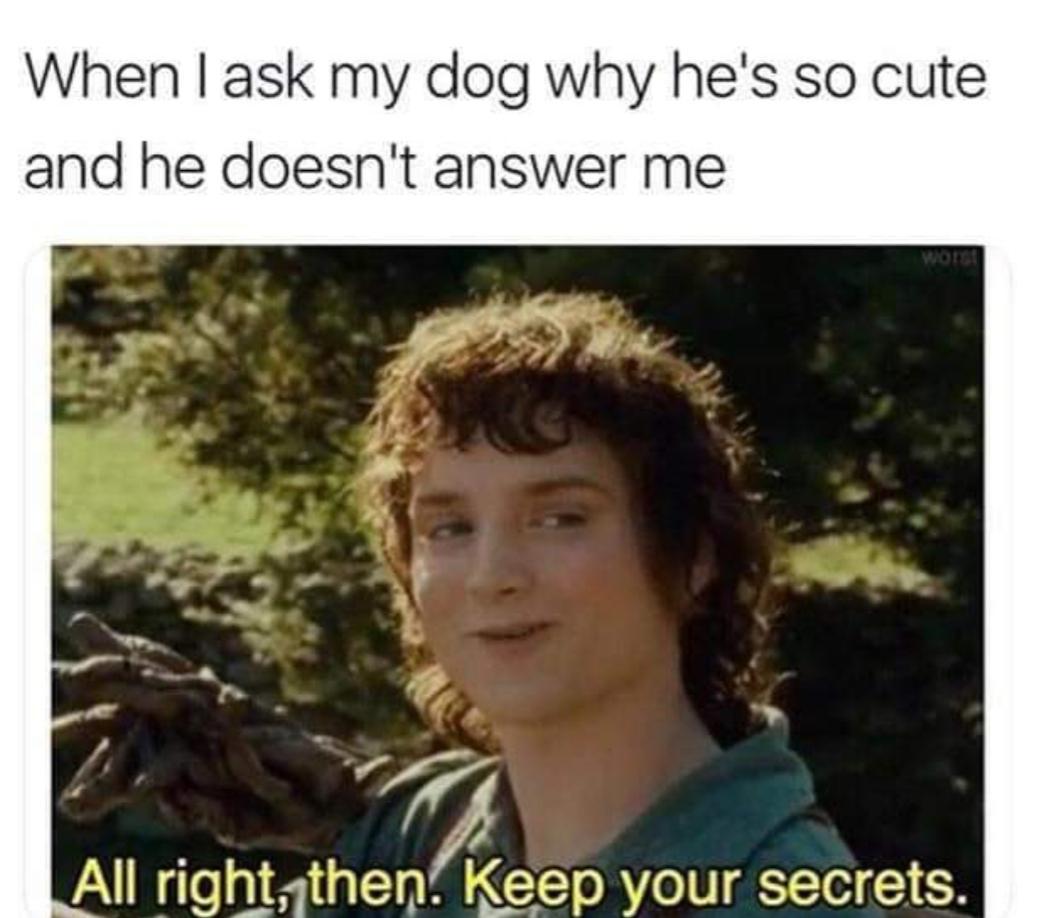 When I ask my dog why he's so cute
and he doesn't answer me
worst
All right, then. Keep your secrets.